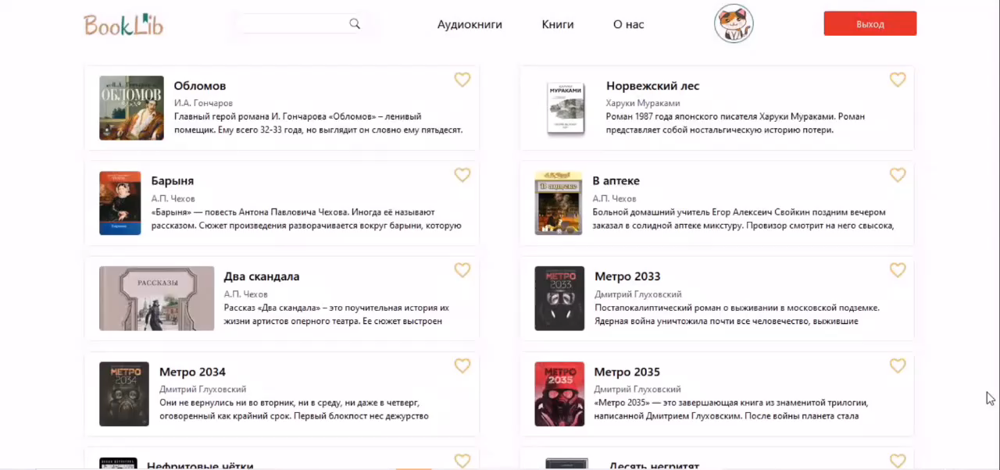 BookLib
Аудиокниги
Книги
О нас
Выход
И.А. Гончаров
ОБЛОМОВ
Обломов
И.А. Гончаров
Главный герой романа И. Гончарова «Обломов» – ленивый
помещик. Ему всего 32-33 года, но выглядит он словно ему пятьдесят.
МУРАКАМИ
Норвежский лес
Харуки Мураками
Роман 1987 года японского писателя Харуки Мураками. Роман
представляет собой ностальгическую историю потери.
Барыня
А.П. Чехов
«Барыня» — повесть Антона Павловича Чехова. Иногда её называют
рассказом. Сюжет произведения разворачивается вокруг барыни, которую
А.П. Чехов
В аптеке
В аптеке
А.П. Чехов
Больной домашний учитель Егор Алексеич Свойкин поздним вечером
заказал в солидной аптеке микстуру. Провизор смотрит на него свысока,
РАССКАЗЫ
Два скандала
А.П. Чехов
Рассказ «Два скандала» – это поучительная история их
жизни артистов оперного театра. Ее сюжет выстроен
МЕТРО
2033
Метро 2033
Дмитрий Глуховский
Постапокалиптический роман о выживании в московской подземке.
Ядерная война уничтожила почти все человечество, выжившие
МЕТРО
2034
Метро 2034
Дмитрий Глуховский
Они не вернулись ни во вторник, ни в среду, ни даже в четверг,
оговоренный как крайний срок. Первый блокпост нес дежурство
МЕТРО
2035
Метро 2035
Дмитрий Глуховский
«Метро 2035» — это завершающая книга из знаменитой трилогии,
написанной Дмитрием Глуховским. После войны планета стала
Нефритовые чётки
Десять негритят